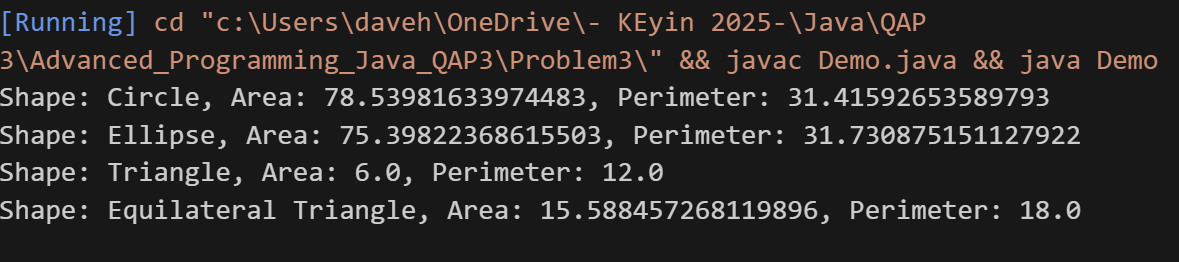 [Running] cd "c:\Users\daveh\OneDrive\- KEyin 2025-\Java\QAP
3\Advanced_Programming_Java_QAP3\Problem3\" && javac Demo.java && java Demo
Shape: Circle, Area: 78.53981633974483, Perimeter: 31.41592653589793
Shape: Ellipse, Area: 75.39822368615503, Perimeter: 31.730875151127922
Shape: Triangle, Area: 6.0, Perimeter: 12.0
Shape: Equilateral Triangle, Area: 15.588457268119896, Perimeter: 18.0